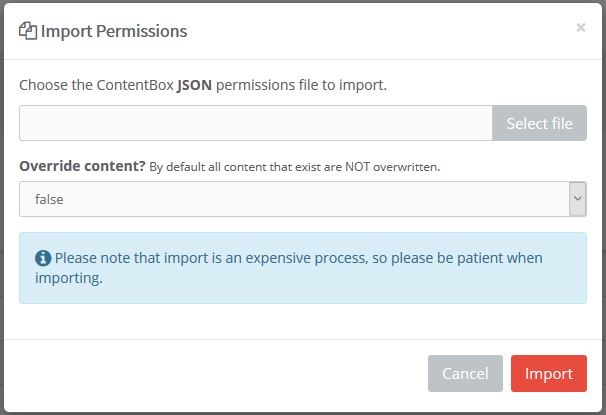 Import Permissions
×
Choose the ContentBox JSON permissions file to import.
Select file
Override content? By default all content that exist are NOT overwritten.
false
Please note that import is an expensive process, so please be patient when
importing.
Cancel
Import